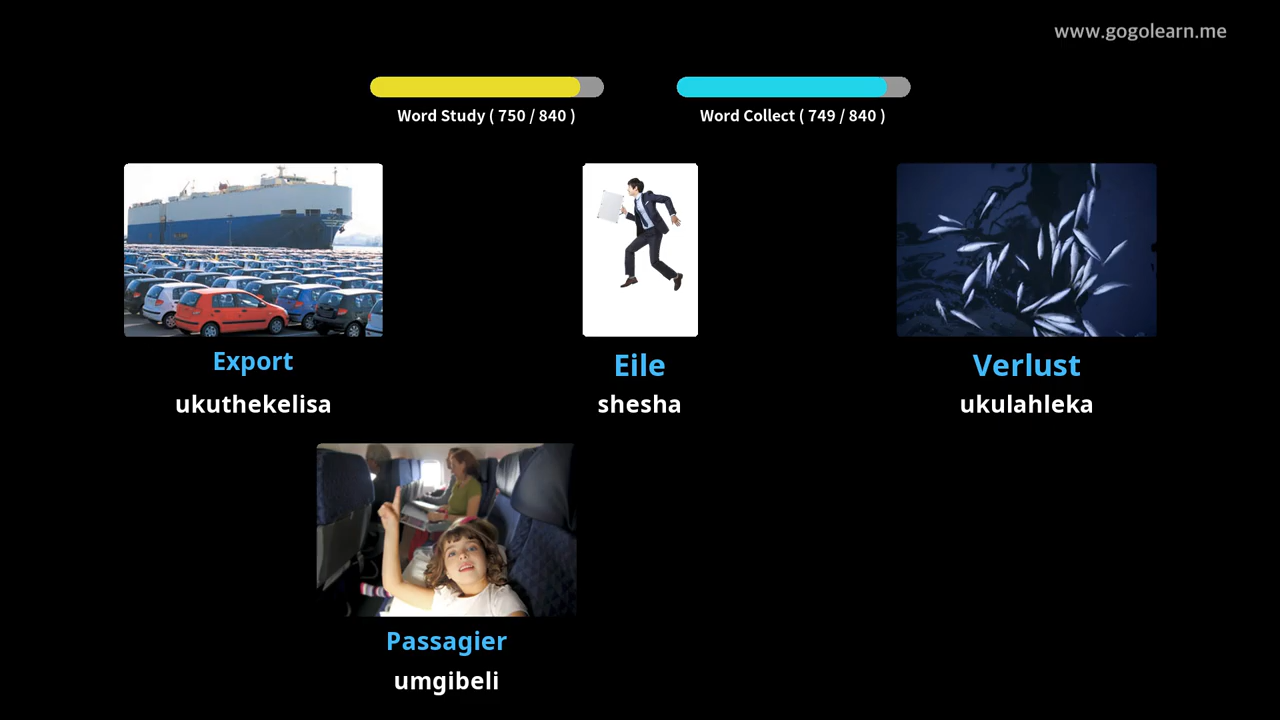 www.gogolearn.me
Word Study ( 750 / 840 )
Word Collect ( 749 / 840 )
Export
ukuthekelisa
Eile
shesha
Verlust
ukulahleka
Passagier
umgibeli